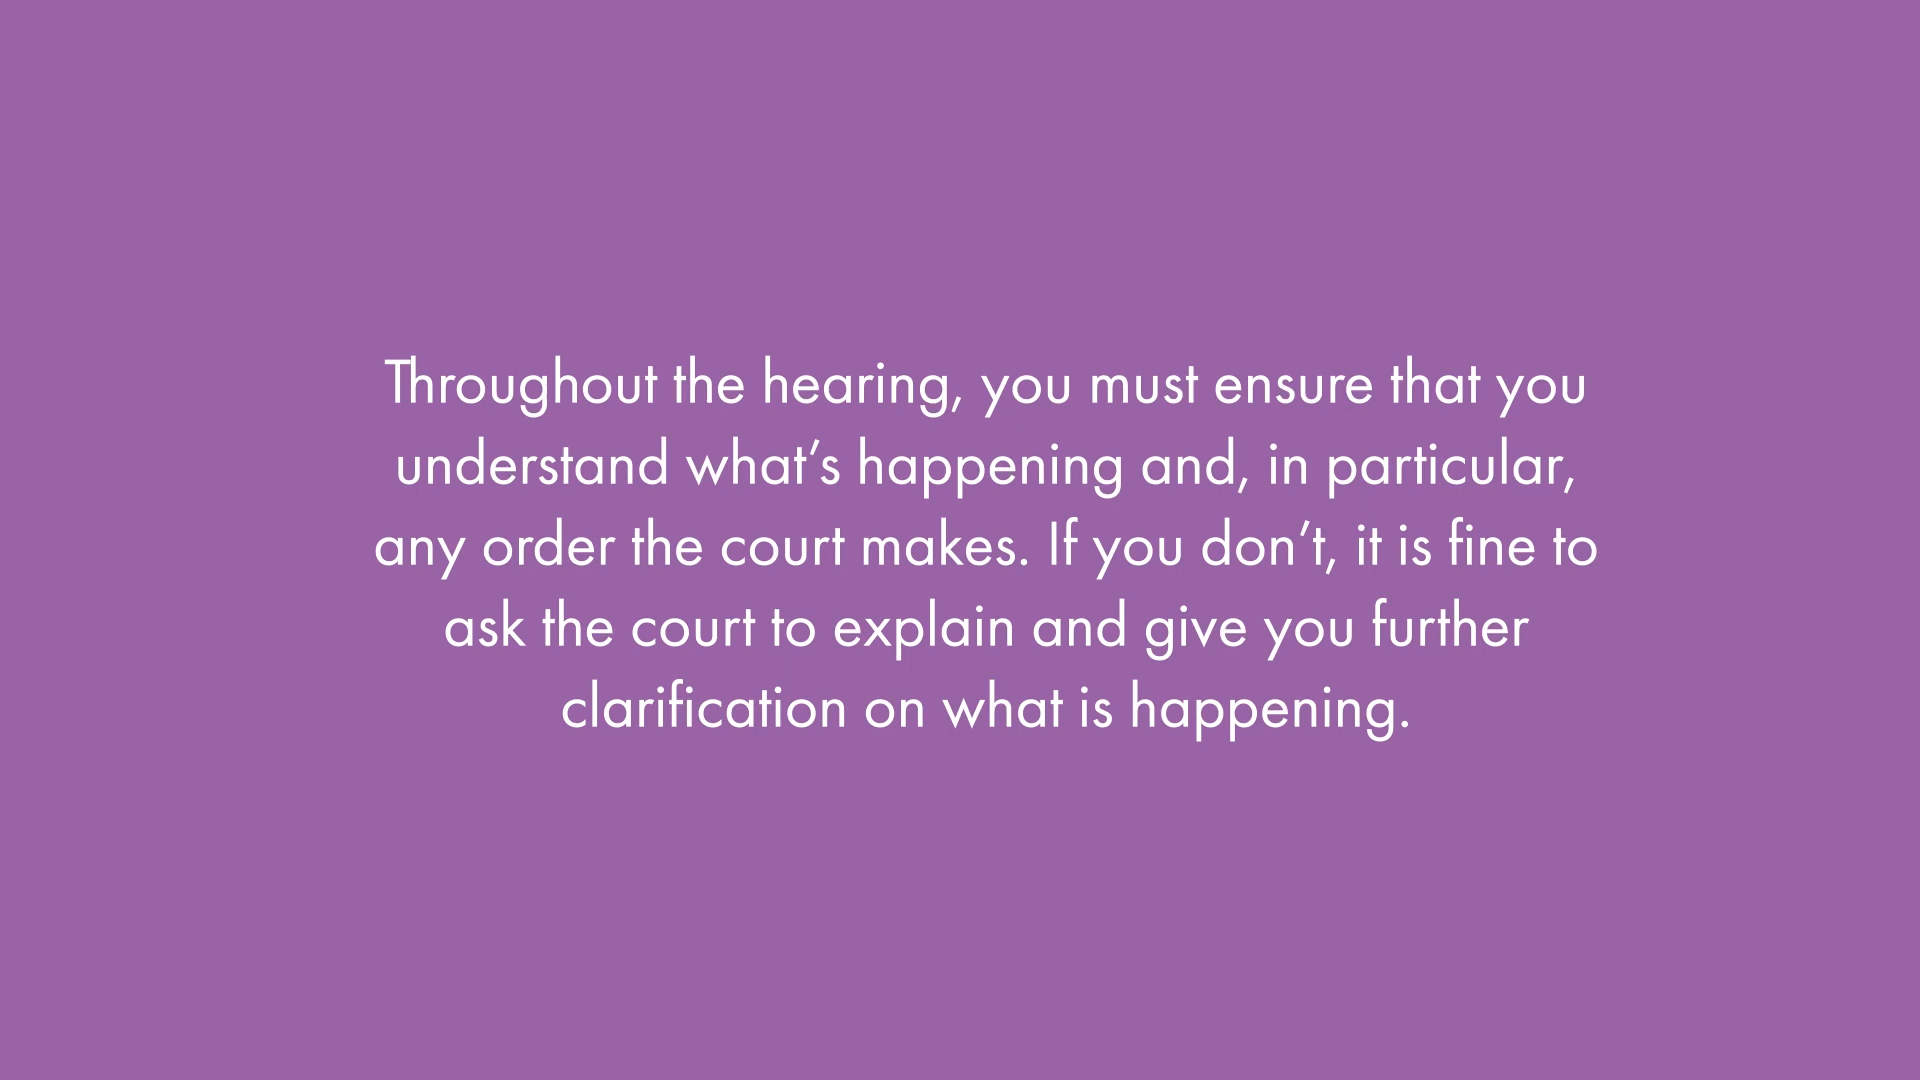 Throughout the hearing, you must ensure that you
understand what’s happening and, in particular,
any order the court makes. If you don’t, it is fine to
ask the court to explain and give you further
clarification on what is happening.